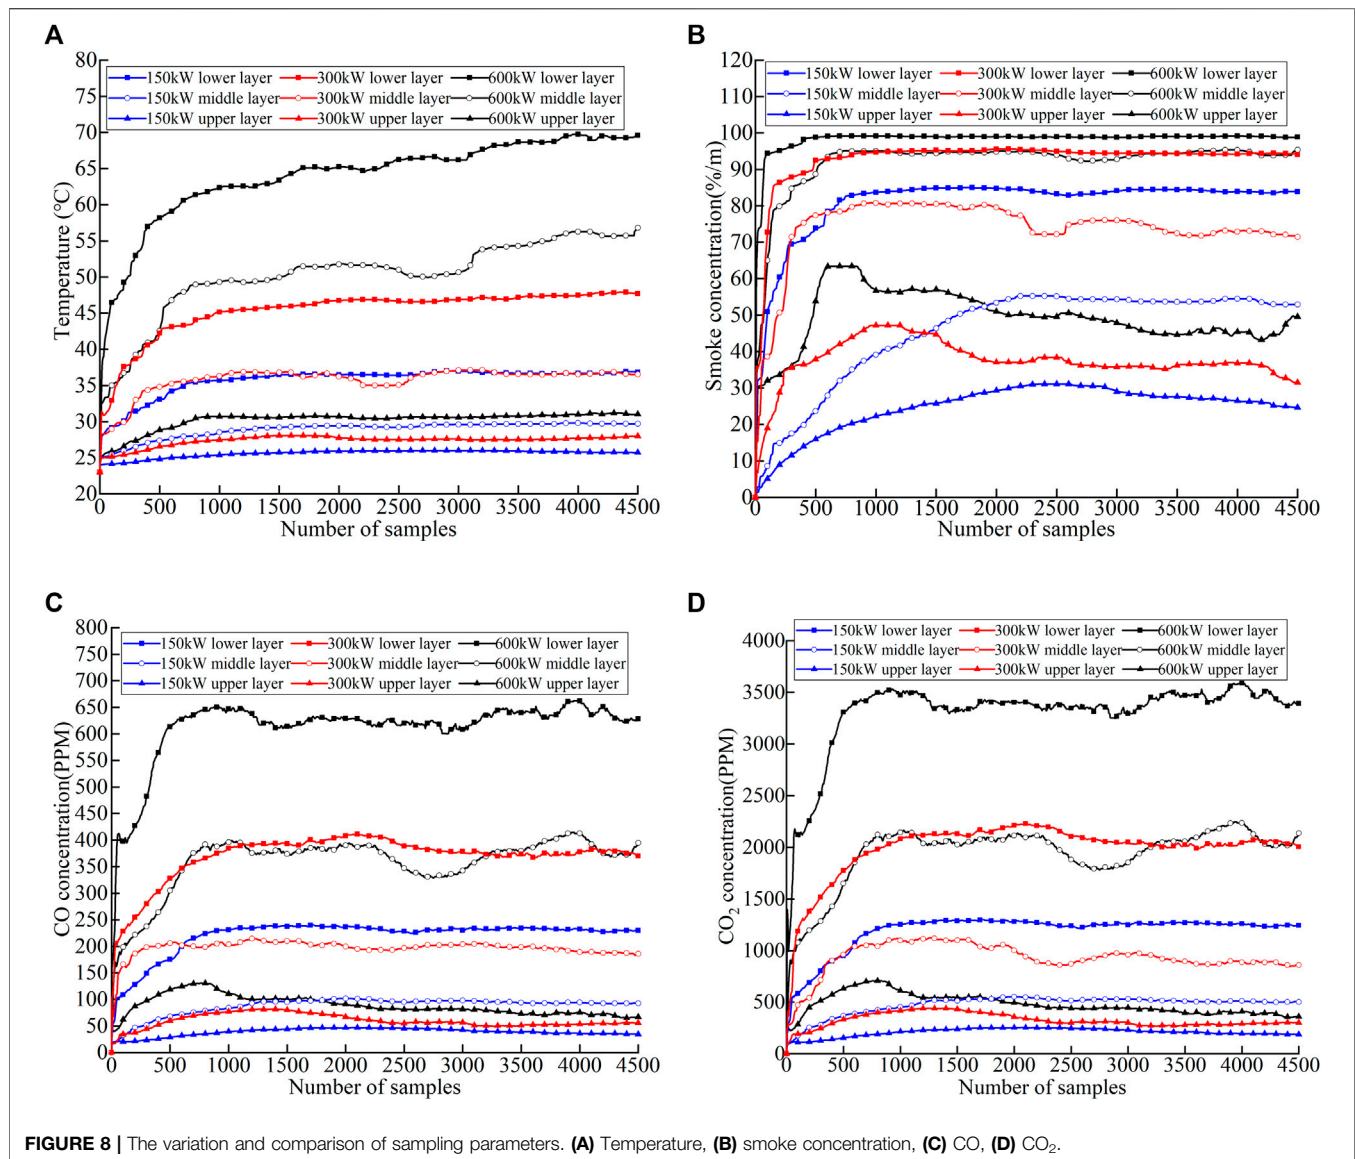 A
80
75
70
65
60
55
50
45
40
35
30
25
20
Temperature (℃)
150kW lower layer 300kW lower layer 600kW lower layer
150kW middle layer 300kW middle layer 600kW middle layer
150kW upper layer 300kW upper layer 600kW upper layer
0 500 1000 1500 2000 2500 3000 3500 4000 4500
Number of samples
B
120
110
100
90
80
70
60
50
40
30
20
10
0
Smoke concentration(%/m)
150kW lower layer 300kW lower layer 600kW lower layer
150kW middle layer 300kW middle layer 600kW middle layer
150kW upper layer 300kW upper layer 600kW upper layer
0 500 1000 1500 2000 2500 3000 3500 4000 4500
Number of samples
C
800
750
700
650
600
550
500
450
400
350
300
250
200
150
100
50
0
CO concentration(PPM)
150kW lower layer 300kW lower layer 600kW lower layer
150kW middle layer 300kW middle layer 600kW middle layer
150kW upper layer 300kW upper layer 600kW upper layer
0 500 1000 1500 2000 2500 3000 3500 4000 4500
Number of samples
D
4000
3500
3000
2500
2000
1500
1000
500
0
CO₂ concentration(PPM)
150kW lower layer 300kW lower layer 600kW lower layer
150kW middle layer 300kW middle layer 600kW middle layer
150kW upper layer 300kW upper layer 600kW upper layer
0 500 1000 1500 2000 2500 3000 3500 4000 4500
Number of samples
FIGURE 8 | The variation and comparison of sampling parameters. (A) Temperature, (B) smoke concentration, (C) CO, (D) CO₂.